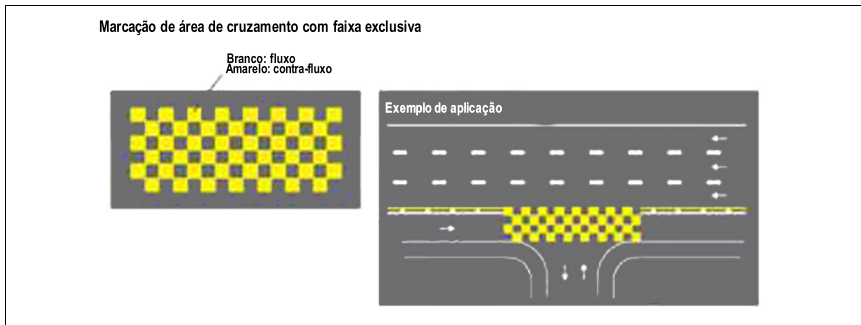 Marcação de área de cruzamento com faixa exclusiva
Branco: fluxo
Amarelo: contra-fluxo
Exemplo de aplicação